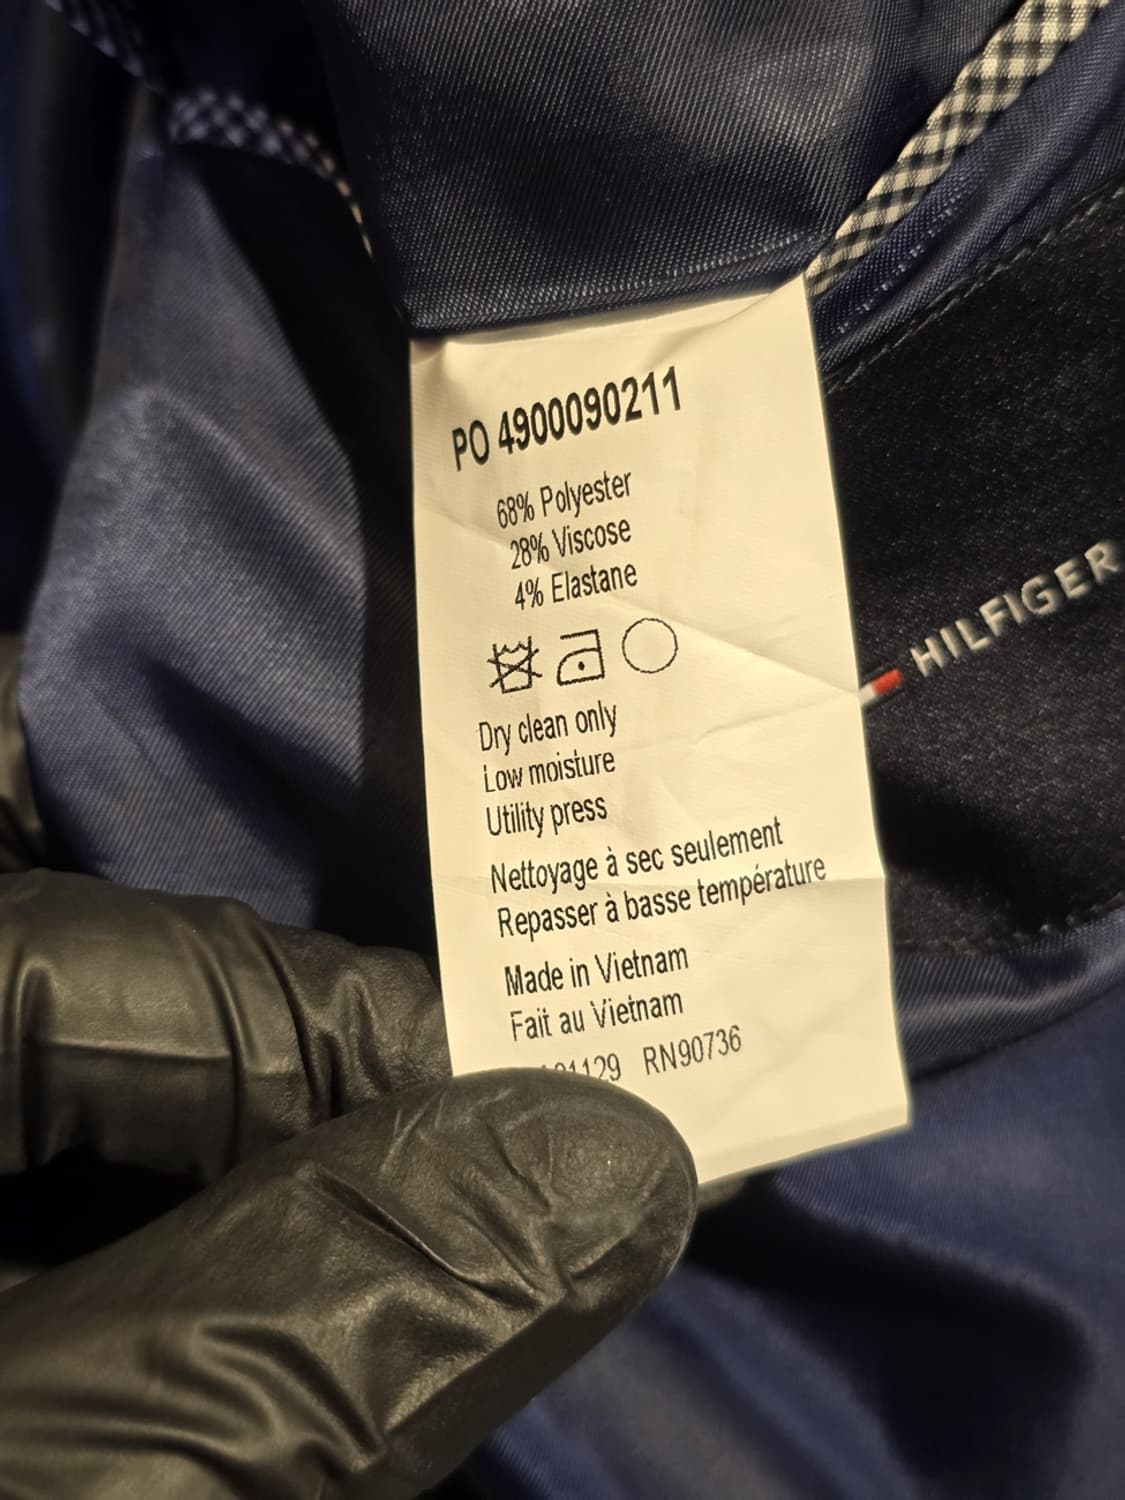 PO 4900090211
68% Polyester
28% Viscose
4% Elastane
Dry clean only
Low moisture
Utility press
Nettoyage à sec seulement
Repasser à basse température
Made in Vietnam
Fait au Vietnam
RN90736
HILFIGER